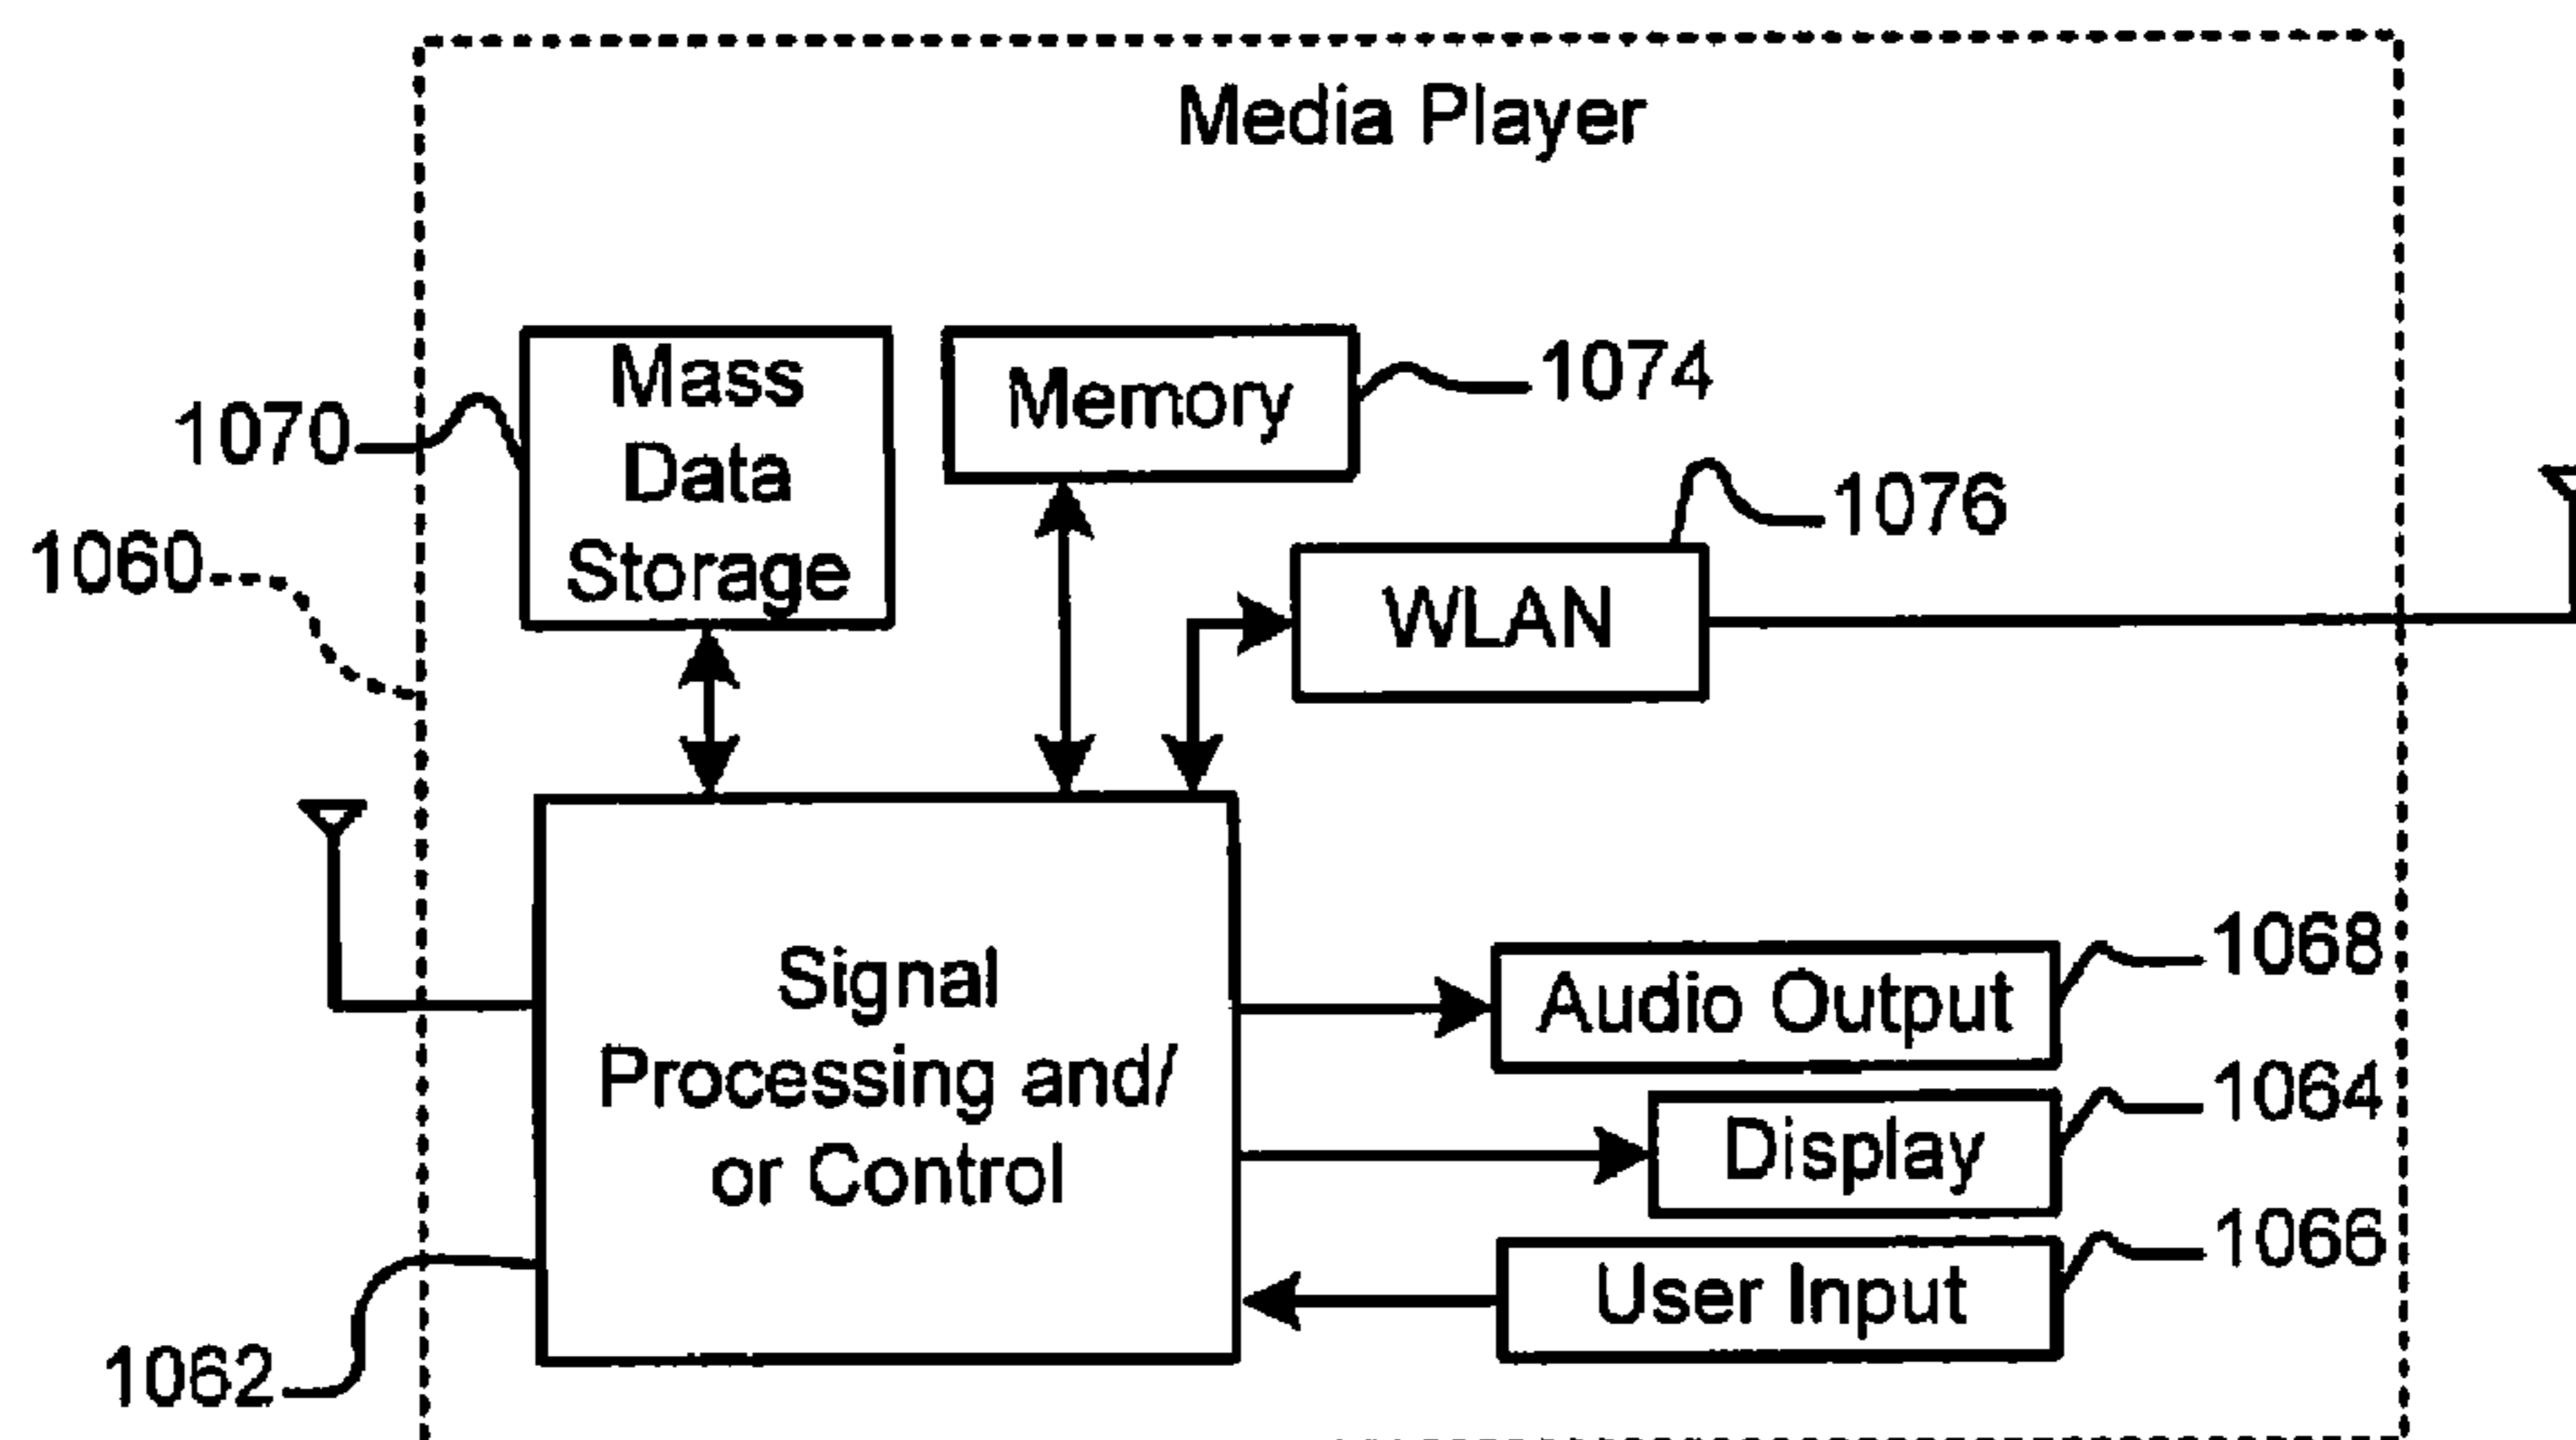 Media Player
1070
Mass
Data
Storage
Memory
1074
1060
WLAN
1076
Signal
Processing and/
or Control
1062
Audio Output
1068
Display
1064
User Input
1066